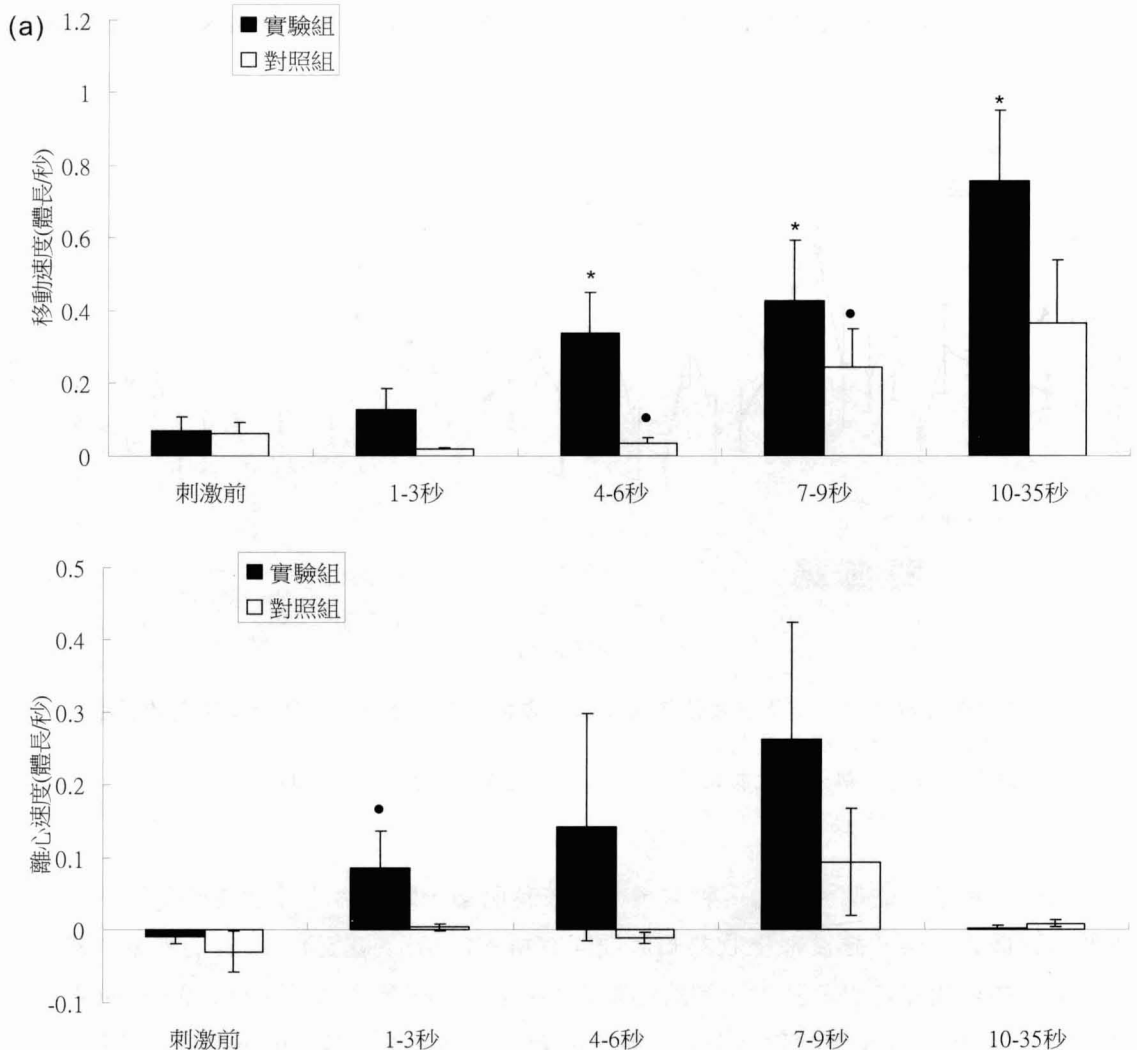 (a)
1.2
1
0.8
0.6
0.4
0.2
0
移動速度(體長/秒)
實驗組
對照組
*
*
*
刺激前 1-3秒 4-6秒 7-9秒 10-35秒
0.5
0.4
0.3
0.2
0.1
0
-0.1
離心速度(體長/秒)
實驗組
對照組
刺激前 1-3秒 4-6秒 7-9秒 10-35秒